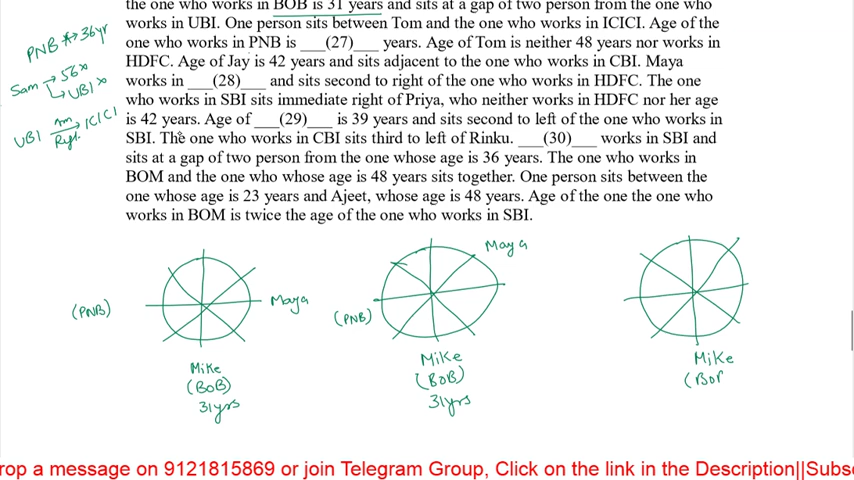 the one who works in BOB is 31 years and sits at a gap of two person from the one who
works in UBI. One person sits between Tom and the one who works in ICICI. Age of the
one who works in PNB is ___(27)___ years. Age of Tom is neither 48 years nor works in
HDFC. Age of Jay is 42 years and sits adjacent to the one who works in CBI. Maya
works in ___(28)___ and sits second to right of the one who works in HDFC. The one
who works in SBI sits immediate right of Priya, who neither works in HDFC nor her age
is 42 years. Age of ___(29)___ is 39 years and sits second to left of the one who works in
SBI. The one who works in CBI sits third to left of Rinku. ___(30)___ works in SBI and
sits at a gap of two person from the one whose age is 36 years. The one who works in
BOM and the one who whose age is 48 years sits together. One person sits between the
one whose age is 23 years and Ajeet, whose age is 48 years. Age of the one the one who
works in BOM is twice the age of the one who works in SBI.
PNB 36yr
Sam → 56 x
→ UBI x
UBI → ICICI
(PNB)
Maya
Mike
(BOB)
31yrs
Maya
(PNB)
Mike
(BOB)
31yrs
Mike
rop a message on 9121815869 or join Telegram Group, Click on the link in the Description||Subs